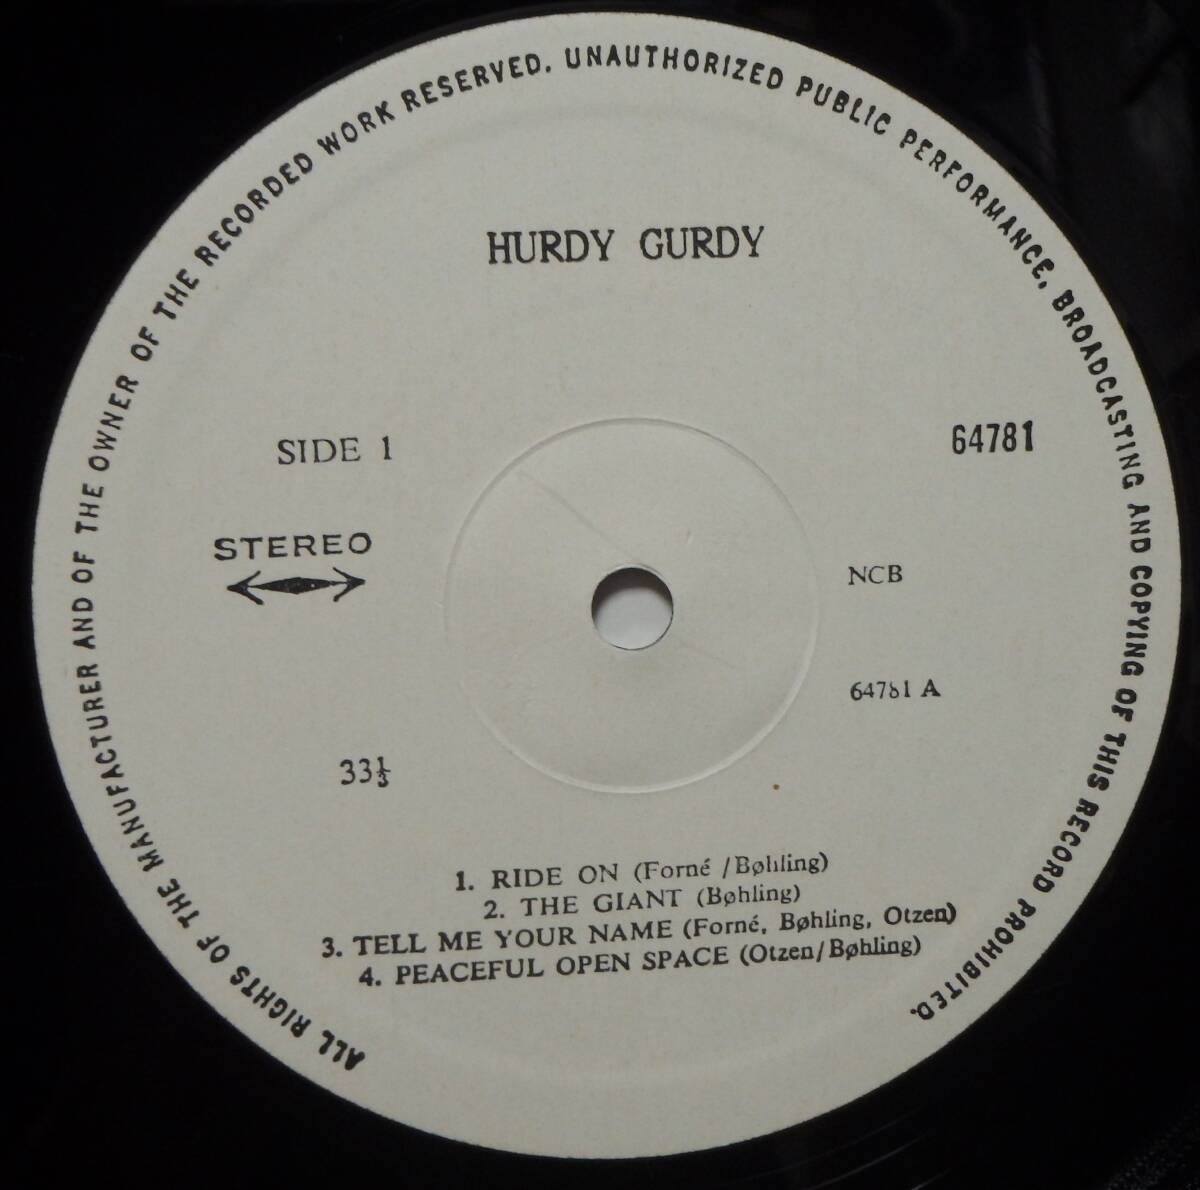 ALL RIGHTS OF THE MANUFACTURER AND OF THE OWNER OF THE RECORDED WORK RESERVED. UNAUTHORIZED PUBLIC PERFORMANCE, BROADCASTING AND COPYING OF THIS RECORD PROHIBITED.
HURDY GURDY
SIDE 1
64781
STEREO
NCB
64781 A
33⅓
1. RIDE ON (Forné /Bøhling)
2. THE GIANT (Bøhling)
3. TELL ME YOUR NAME (Forné, Bøhling, Otzen)
4. PEACEFUL OPEN SPACE (Otzen/Bøhling)